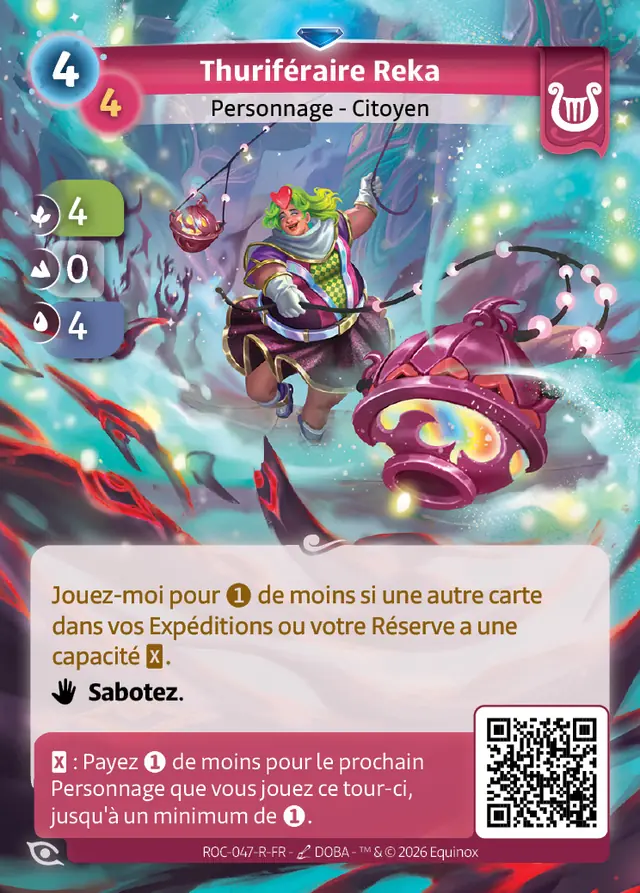 4
Thuriféraire Reka
4
Personnage - Citoyen
4
0
4
Jouez-moi pour 1 de moins si une autre carte
dans vos Expéditions ou votre Réserve a une
capacité X.
Sabotez.
X : Payez 1 de moins pour le prochain
Personnage que vous jouez ce tour-ci,
jusqu'à un minimum de 1.
ROC-047-R-FR - DOBA - ™ & © 2026 Equinox